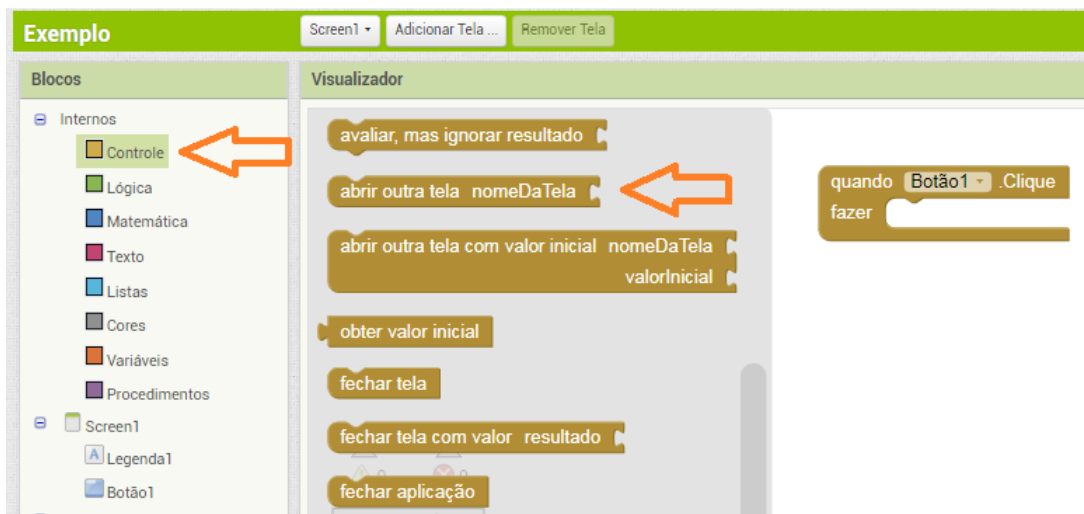 Exemplo
Screen1
Adicionar Tela ...
Remover Tela
Blocos
Visualizador
Internos
Controle
Lógica
Matemática
Texto
Listas
Cores
Variáveis
Procedimentos
Screen1
A Legenda1
Botão1
avaliar, mas ignorar resultado
abrir outra tela nomeDaTela
abrir outra tela com valor inicial nomeDaTela
valorInicial
obter valor inicial
fechar tela
fechar tela com valor resultado
0 0
fechar aplicação
quando Botão1 .Clique
fazer